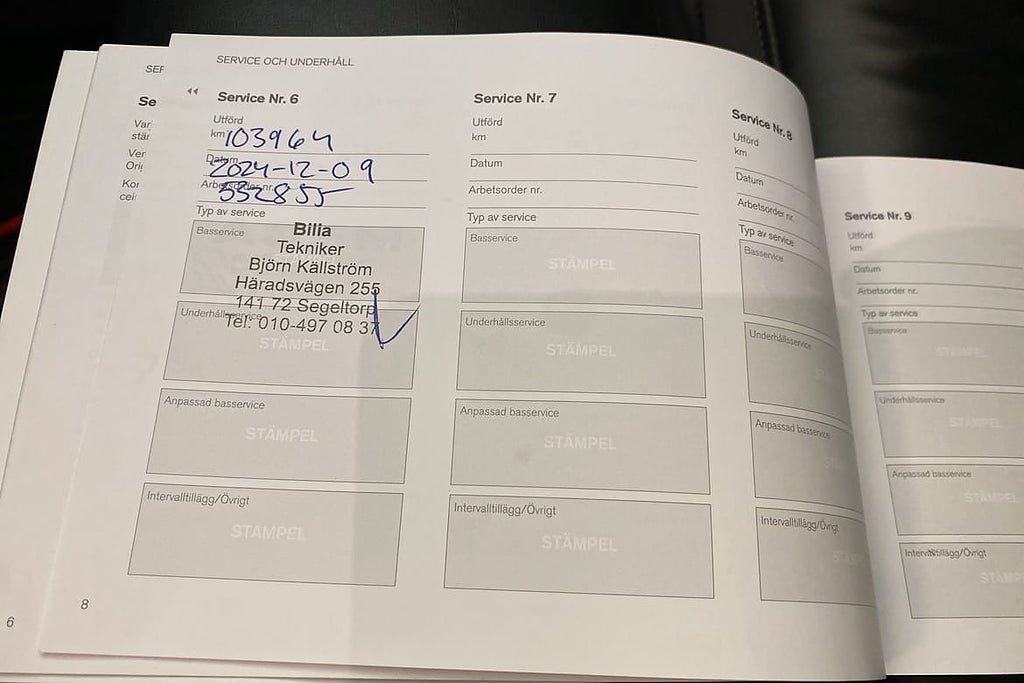 SERVICE OCH UNDERHÅLL
Service Nr. 6
Utförd
km 103964
Datum 2024-12-09
Arbetsorder nr. 552855
Typ av service
Basservice
Bilia
Tekniker
Björn Källström
Häradsvägen 255
141 72 Segeltorp
Tel: 010-497 08 37
Underhållsservice
STÄMPEL
Anpassad basservice
STÄMPEL
Intervalltillägg/Övrigt
STÄMPEL
8
Service Nr. 7
Utförd
km
Datum
Arbetsorder nr.
Typ av service
Basservice
STÄMPEL
Underhållsservice
STÄMPEL
Anpassad basservice
STÄMPEL
Intervalltillägg/Övrigt
STÄMPEL
Service Nr. 8
Utförd
km
Datum
Arbetsorder nr.
Typ av service
Basservice
Underhållsservice
Anpassad basservice
Intervalltillägg/Övrigt
Service Nr. 9
Utförd
km
Datum
Arbetsorder nr.
Typ av service
Basservice
STÄMPEL
Underhållsservice
STÄMPEL
Anpassad basservice
STÄMPEL
Intervalltillägg/Övrigt
6